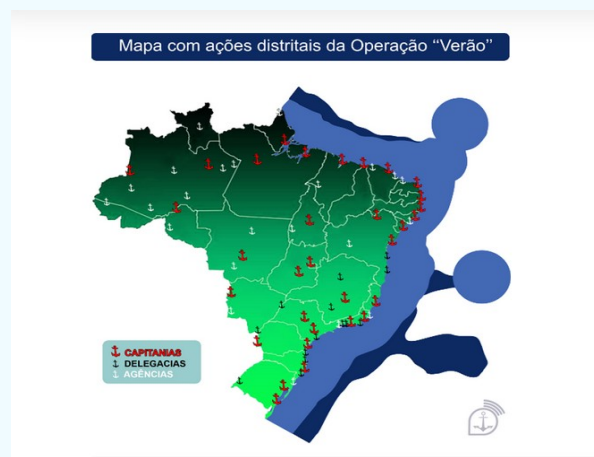 Mapa com ações distritais da Operação “Verão”
CAPITANIAS
DELEGACIAS
AGÊNCIAS